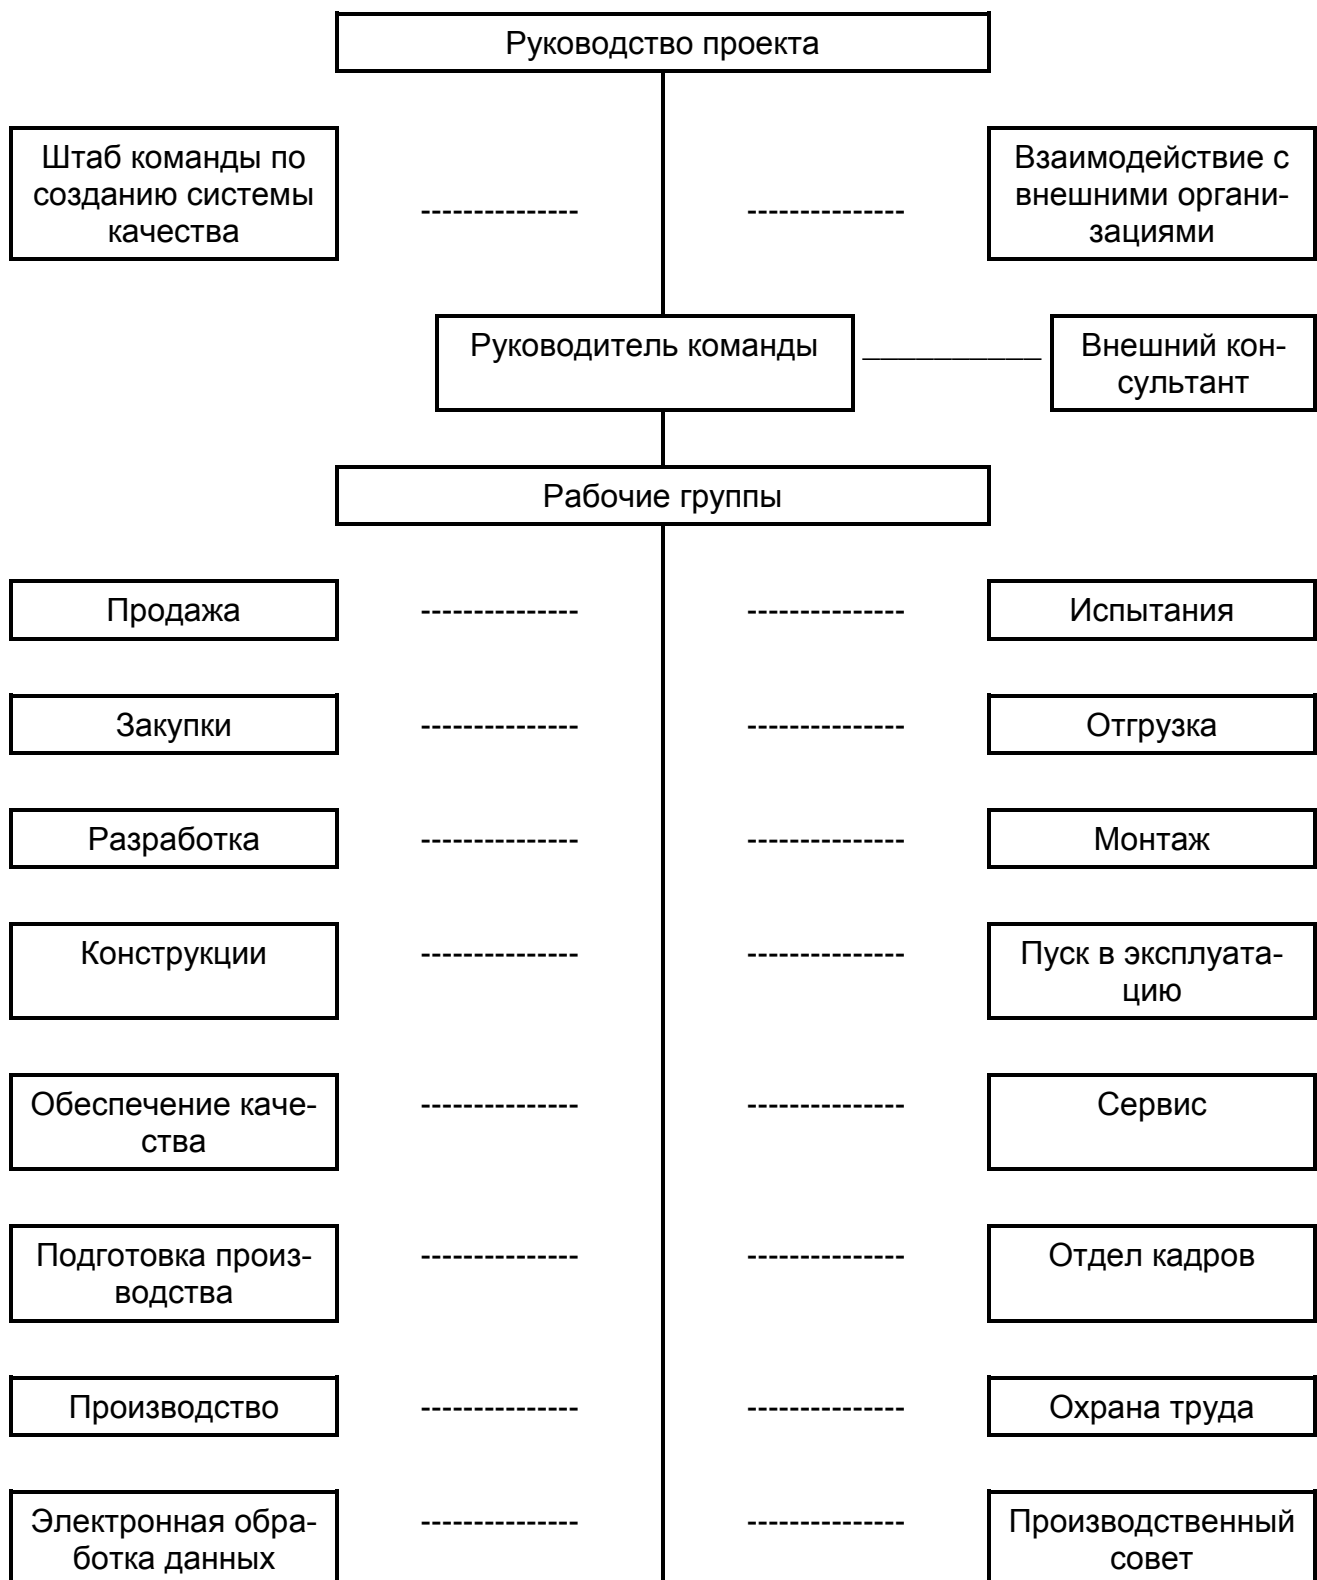 Руководство проекта
Штаб команды по
созданию системы
качества
Взаимодействие с
внешними органи-
зациями
Руководитель команды
Внешний кон-
сультант
Рабочие группы
Продажа
Испытания
Закупки
Отгрузка
Разработка
Монтаж
Конструкции
Пуск в эксплуата-
цию
Обеспечение каче-
ства
Сервис
Подготовка произ-
водства
Отдел кадров
Производство
Охрана труда
Электронная обра-
ботка данных
Производственный
совет